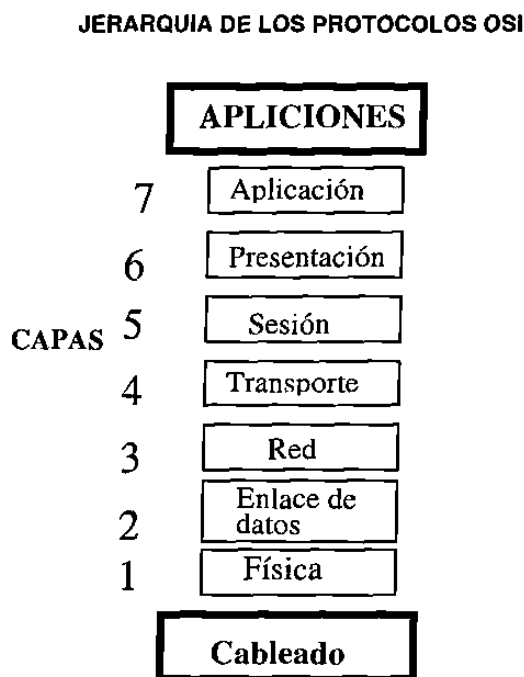 JERARQUIA DE LOS PROTOCOLOS OSI
APLICIONES
7 Aplicación
6 Presentación
CAPAS 5 Sesión
4 Transporte
3 Red
2 Enlace de
datos
1 Física
Cableado